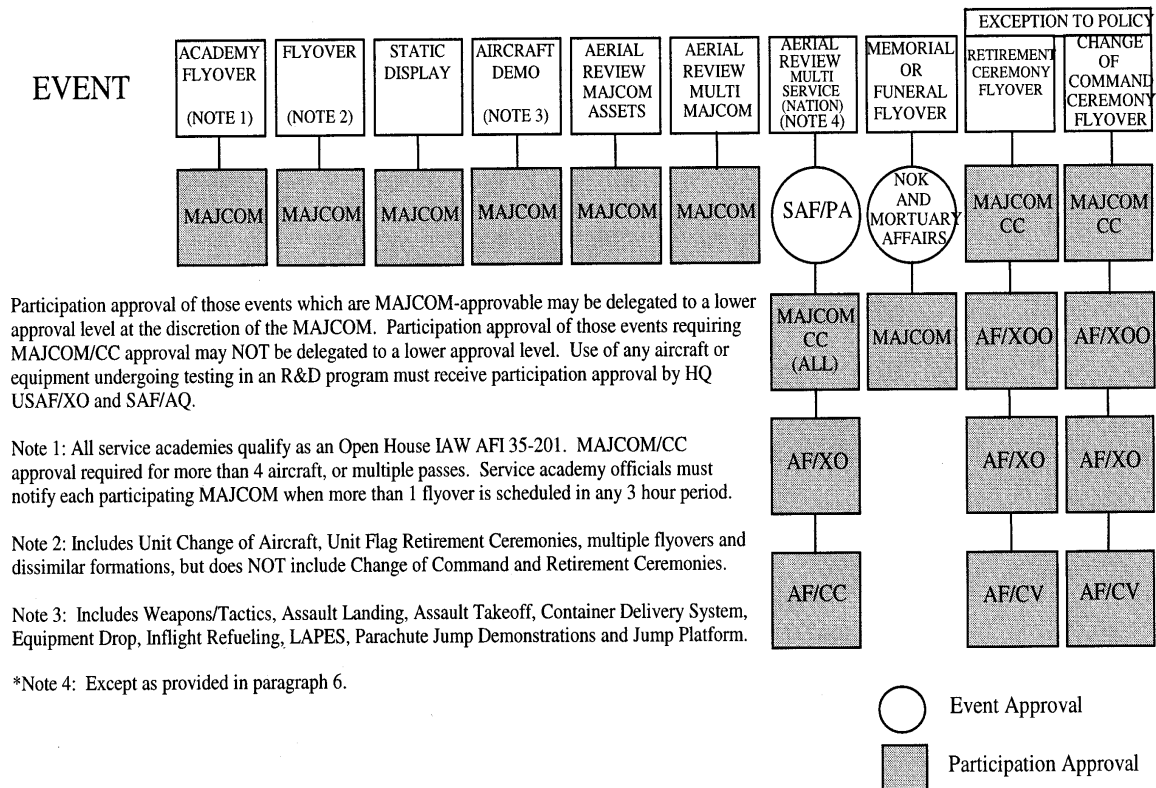 EXCEPTION TO POLICY
EVENT
ACADEMY
FLYOVER
(NOTE 1)
FLYOVER
(NOTE 2)
STATIC
DISPLAY
AIRCRAFT
DEMO
(NOTE 3)
AERIAL
REVIEW
MAJCOM
ASSETS
AERIAL
REVIEW
MULTI
MAJCOM
AERIAL
REVIEW
MULTI
SERVICE
(NATION)
(NOTE 4)
MEMORIAL
OR
FUNERAL
FLYOVER
RETIREMENT
CEREMONY
FLYOVER
CHANGE
OF
COMMAND
CEREMONY
FLYOVER
MAJCOM
MAJCOM
MAJCOM
MAJCOM
MAJCOM
MAJCOM
SAF/PA
NOK
AND
MORTUARY
AFFAIRS
MAJCOM
CC
MAJCOM
CC
MAJCOM
CC
(ALL)
MAJCOM
AF/XOO
AF/XOO
AF/XO
AF/XO
AF/XO
AF/CC
AF/CV
AF/CV
Participation approval of those events which are MAJCOM-approvable may be delegated to a lower
approval level at the discretion of the MAJCOM. Participation approval of those events requiring
MAJCOM/CC approval may NOT be delegated to a lower approval level. Use of any aircraft or
equipment undergoing testing in an R&D program must receive participation approval by HQ
USAF/XO and SAF/AQ.
Note 1: All service academies qualify as an Open House IAW AFI 35-201. MAJCOM/CC
approval required for more than 4 aircraft, or multiple passes. Service academy officials must
notify each participating MAJCOM when more than 1 flyover is scheduled in any 3 hour period.
Note 2: Includes Unit Change of Aircraft, Unit Flag Retirement Ceremonies, multiple flyovers and
dissimilar formations, but does NOT include Change of Command and Retirement Ceremonies.
Note 3: Includes Weapons/Tactics, Assault Landing, Assault Takeoff, Container Delivery System,
Equipment Drop, Inflight Refueling, LAPES, Parachute Jump Demonstrations and Jump Platform.
*Note 4: Except as provided in paragraph 6.
Event Approval
Participation Approval